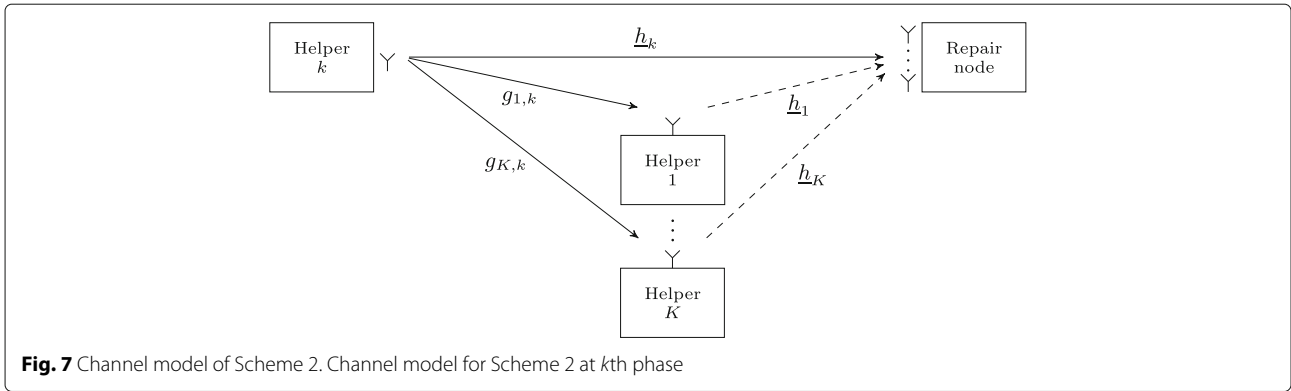 Helper
k
h_k
Repair
node
g_{1,k}
h_1
Helper
1
g_{K,k}
h_K
Helper
K
Fig. 7 Channel model of Scheme 2. Channel model for Scheme 2 at kth phase